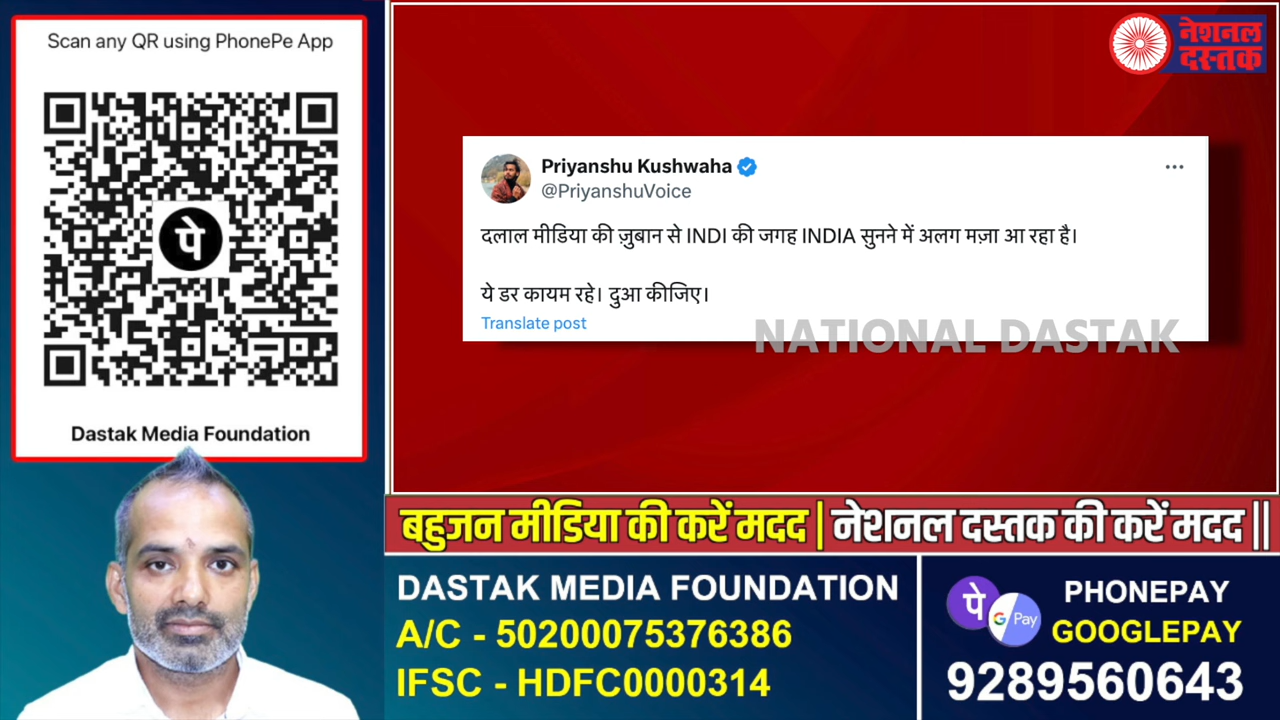 Scan any QR using PhonePe App
पे
Dastak Media Foundation
नेशनल
दस्तक
Priyanshu Kushwaha
@PriyanshuVoice
दलाल मीडिया की ज़ुबान से INDI की जगह INDIA सुनने में अलग मज़ा आ रहा है।
ये डर कायम रहे। दुआ कीजिए।
Translate post
NATIONAL DASTAK
बहुजन मीडिया की करें मदद | नेशनल दस्तक की करें मदद ||
DASTAK MEDIA FOUNDATION
A/C - 50200075376386
IFSC - HDFC0000314
पे
G Pay
PHONEPAY
GOOGLEPAY
9289560643